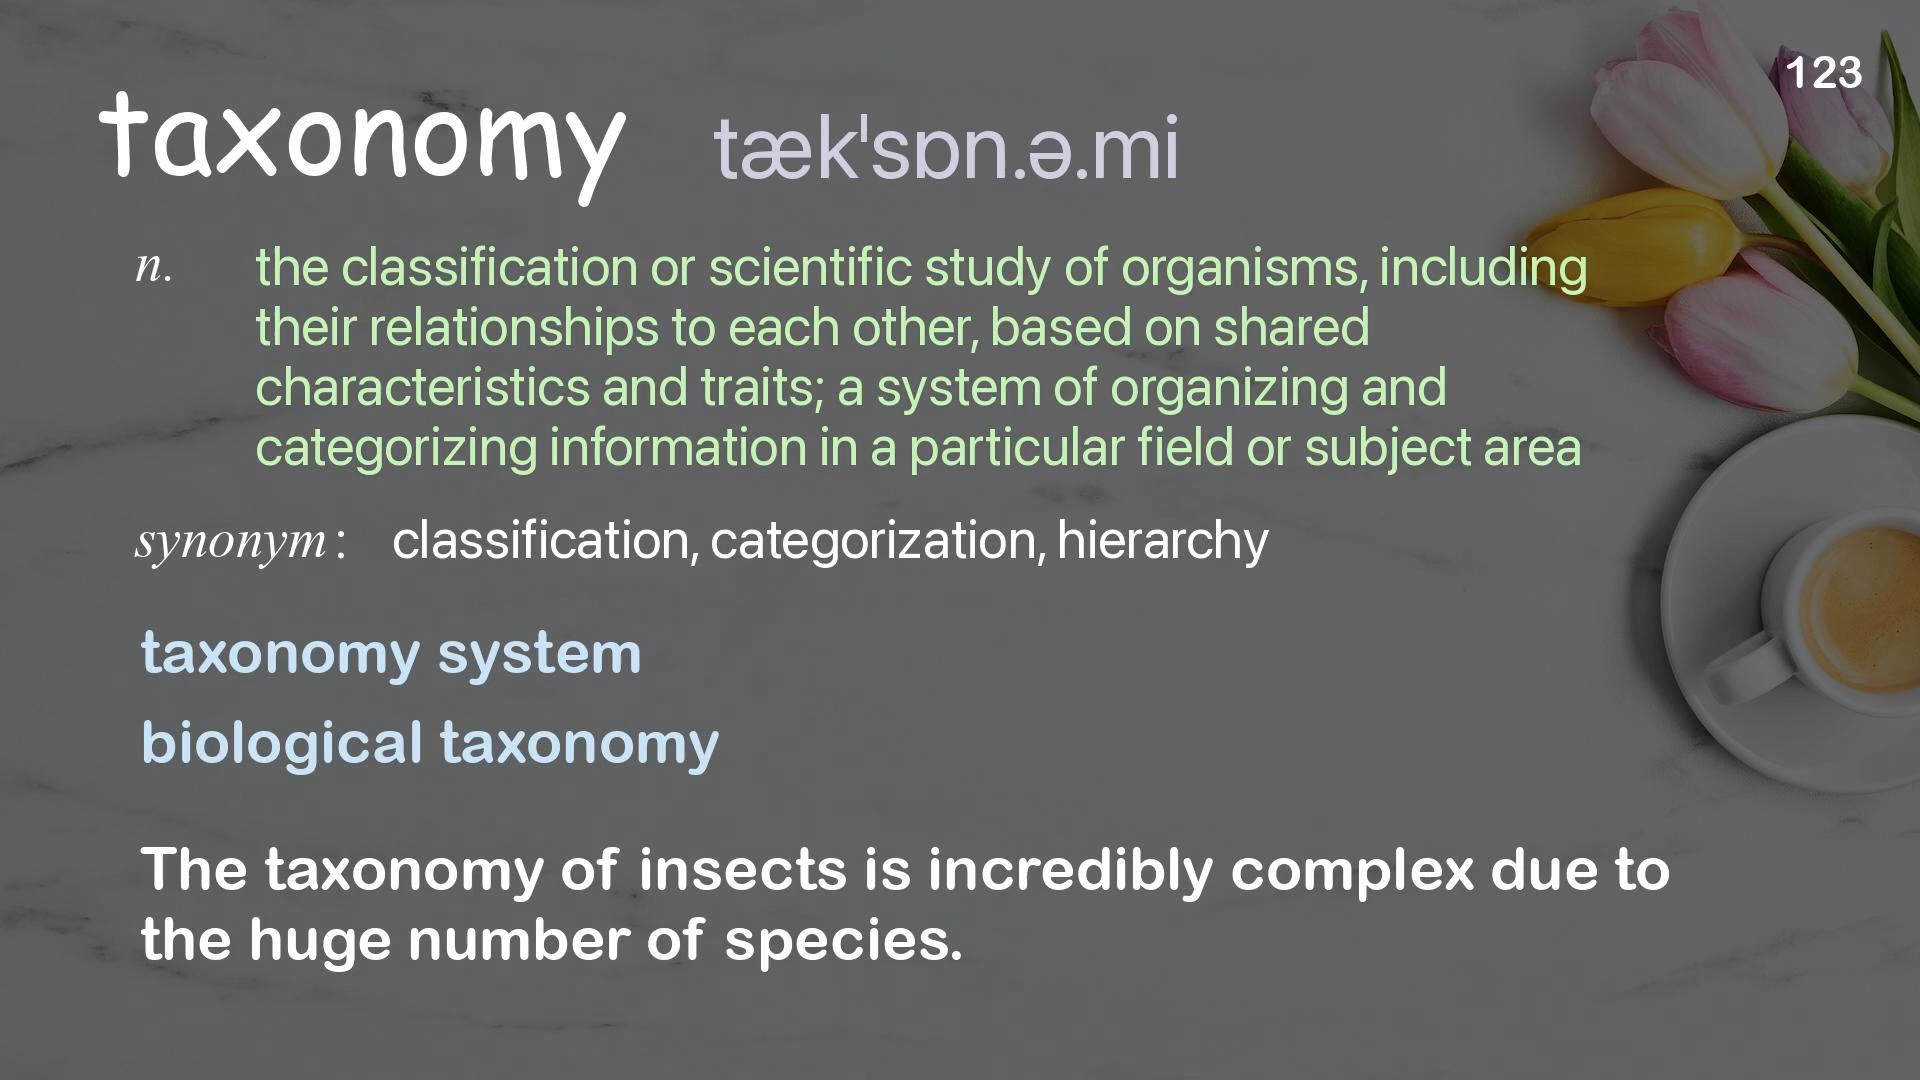 123
taxonomy tæk'sɒn.ə.mi
n. the classification or scientific study of organisms, including
their relationships to each other, based on shared
characteristics and traits; a system of organizing and
categorizing information in a particular field or subject area
synonym: classification, categorization, hierarchy
taxonomy system
biological taxonomy
The taxonomy of insects is incredibly complex due to
the huge number of species.